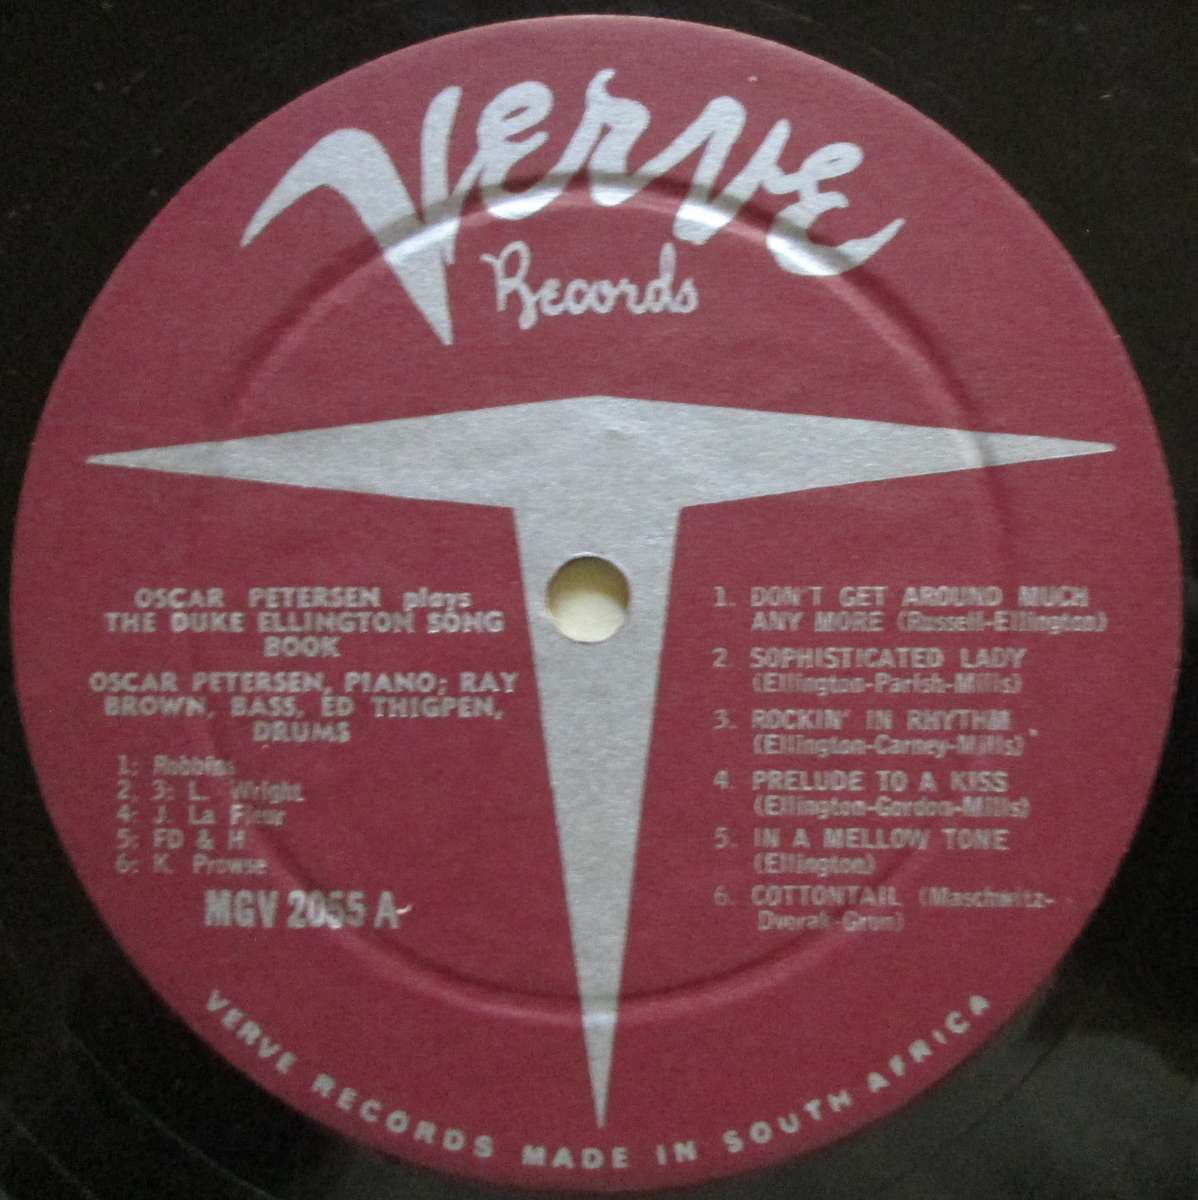 Verve
Records
OSCAR PETERSEN plays
THE DUKE ELLINGTON SONG
BOOK
OSCAR PETERSEN, PIANO; RAY
BROWN, BASS, ED THIGPEN,
DRUMS
1: Robbins
2: 3: L. Wright
4: J. La Fleur
5: FD & H
6: K. Prowse
MGV 2055 A
1. DON'T GET AROUND MUCH
ANY MORE (Russell-Ellington)
2. SOPHISTICATED LADY
(Ellington-Parish-Mills)
3. ROCKIN' IN RHYTHM
(Ellington-Carney-Mills)
4. PRELUDE TO A KISS
(Ellington-Gordon-Mills)
5. IN A MELLOW TONE
(Ellington)
6. COTTONTAIL (Maschwitz-
Dvorak-Grun)
VERVE RECORDS MADE IN SOUTH AFRICA